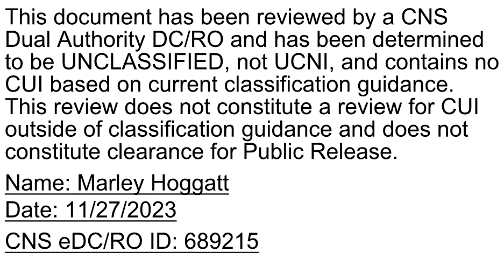 This document has been reviewed by a CNS
Dual Authority DC/RO and has been determined
to be UNCLASSIFIED, not UCNI, and contains no
CUI based on current classification guidance.
This review does not constitute a review for CUI
outside of classification guidance and does not
constitute clearance for Public Release.
Name: Marley Hoggatt
Date: 11/27/2023
CNS eDC/RO ID: 689215